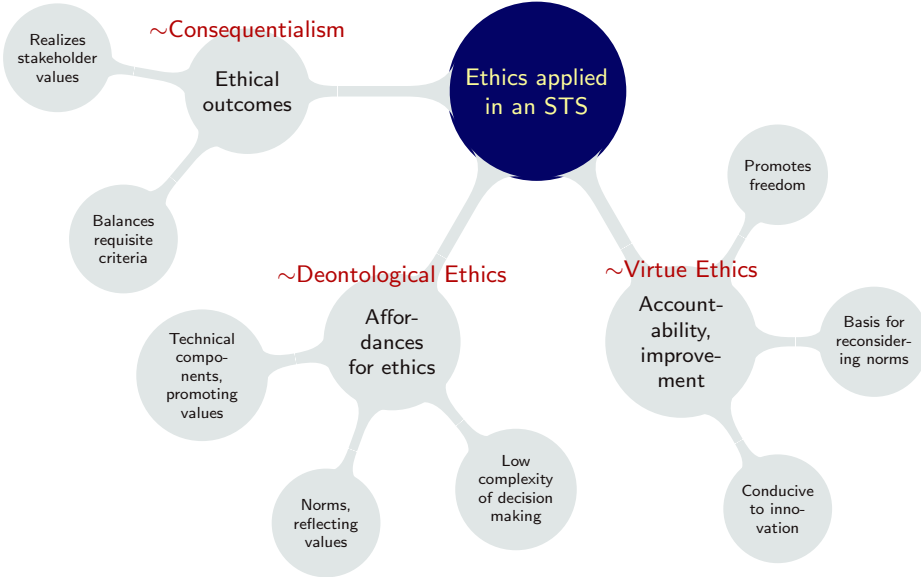 Ethics applied
in an STS
∼Consequentialism
Ethical
outcomes
Realizes
stakeholder
values
Balances
requisite
criteria
∼Deontological Ethics
Affor-
dances
for ethics
Technical
compo-
nents,
promoting
values
Norms,
reflecting
values
Low
complexity
of decision
making
∼Virtue Ethics
Account-
ability,
improve-
ment
Promotes
freedom
Basis for
reconsider-
ing norms
Conducive
to inno-
vation